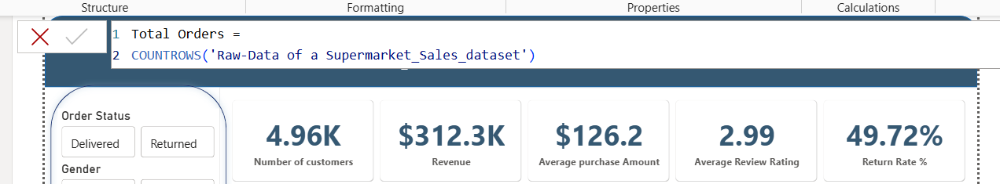 Structure
Formatting
Properties
Calculations
1 Total Orders =
2 COUNTROWS('Raw-Data of a Supermarket_Sales_dataset')
Order Status
Delivered
Returned
Gender
4.96K
Number of customers
$312.3K
Revenue
$126.2
Average purchase Amount
2.99
Average Review Rating
49.72%
Return Rate %